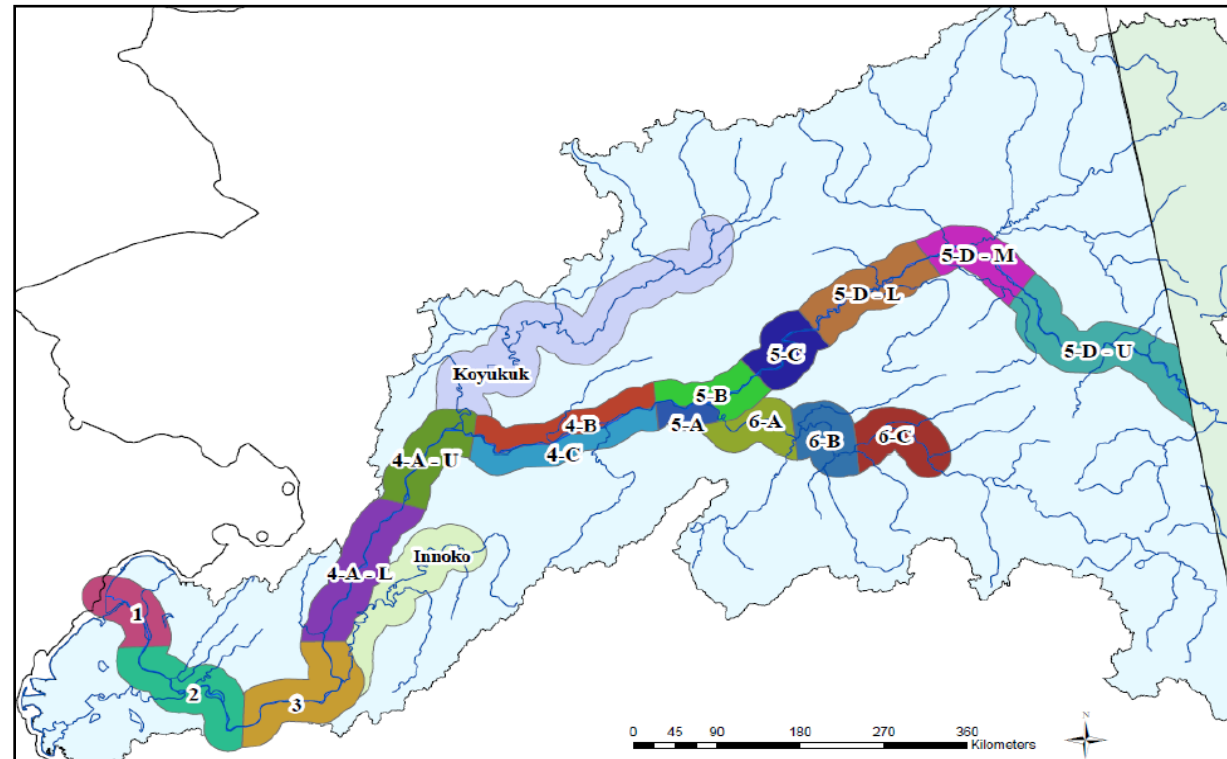 5-D - M
5-D - L
5-D - U
5-C
Koyukuk
5-B
4-B
5-A
6-A
4-C
6-B
6-C
4-A - U
Innoko
4-A - L
1
2
3
N
0 45 90 180 270 360
Kilometers